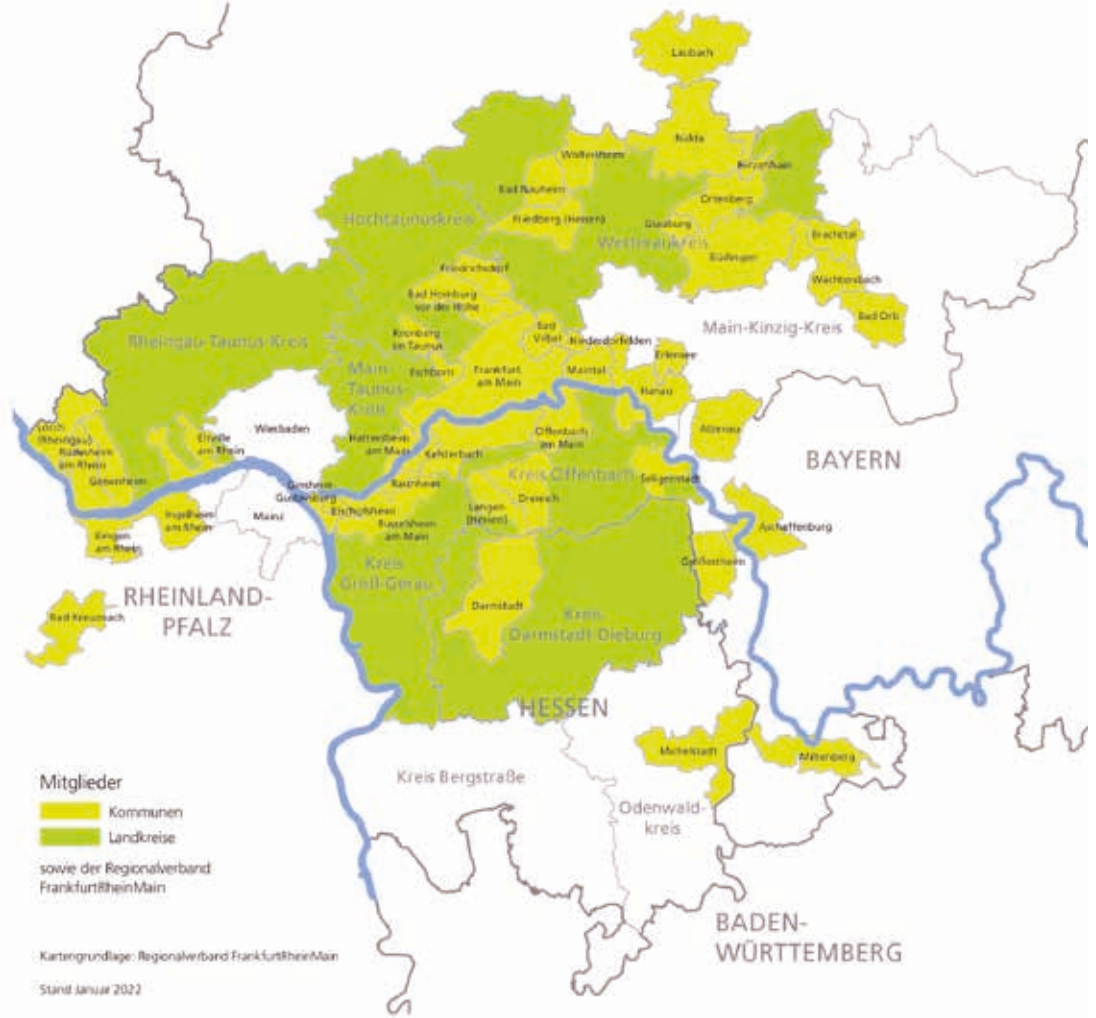 Laubach
Nidda
Wölfersheim
Bad Nauheim
Ortenberg
Hochtaunuskreis
Friedberg (Hessen)
Glauburg
Wetteraukreis
Büdingen
Brachttal
Friedrichsdorf
Wächtersbach
Bad Homburg
vor der Höhe
Bad Orb
Main-Kinzig-Kreis
Rheingau-Taunus-Kreis
Kronberg
im Taunus
Bad
Vilbel
Niederdorfelden
Erlensee
Main-
Taunus-
Kreis
Eschborn
Frankfurt
am Main
Maintal
Hanau
Lorch
(Rheingau)
Wiesbaden
Rüdesheim
am Rhein
Eltville
am Rhein
Hattersheim
am Main
Kelsterbach
Offenbach
am Main
Alzenau
BAYERN
Geisenheim
Kreis Offenbach
Seligenstadt
Ginsheim-
Gustavsburg
Raunheim
Dreieich
Ingelheim
am Rhein
Mainz
Bischofsheim
Langen
(Hessen)
Bingen
am Rhein
Rüsselsheim
am Main
Aschaffenburg
Großostheim
Kreis
Groß-Gerau
RHEINLAND-
PFALZ
Bad Kreuznach
Darmstadt
Kreis
Darmstadt-Dieburg
HESSEN
Michelstadt
Miltenberg
Kreis Bergstraße
Odenwald-
kreis
Mitglieder
Kommunen
Landkreise
sowie der Regionalverband
FrankfurtRheinMain
BADEN-
WÜRTTEMBERG
Kartengrundlage: Regionalverband FrankfurtRheinMain
Stand Januar 2022